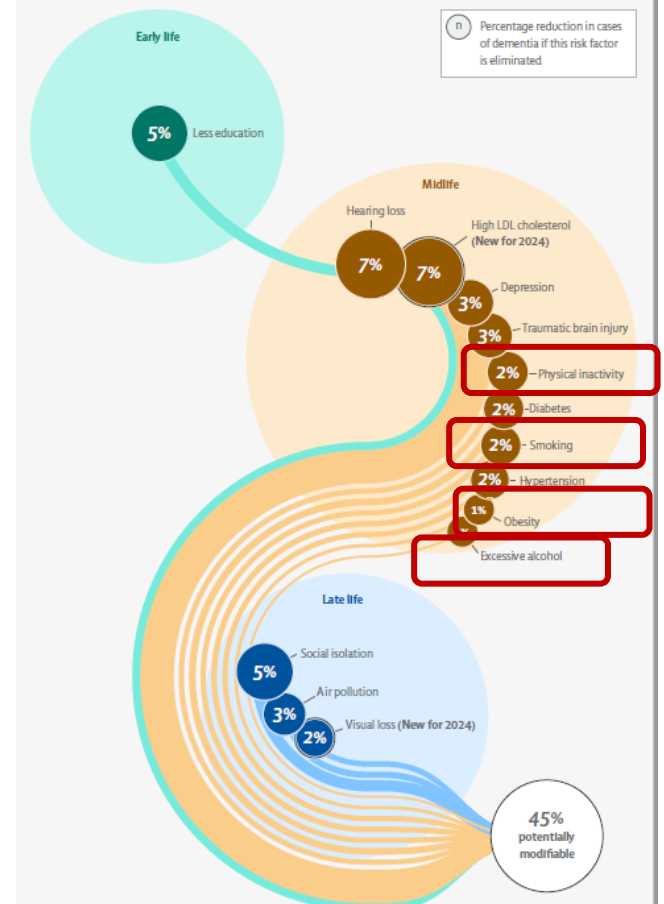 Early life
n
Percentage reduction in cases
of dementia if this risk factor
is eliminated
5%
Less education
Midlife
Hearing loss
7%
High LDL cholesterol
(New for 2024)
7%
Depression
3%
Traumatic brain injury
3%
2%
Physical inactivity
2%
Diabetes
2%
Smoking
2%
Hypertension
1%
Obesity
%
Excessive alcohol
Late life
5%
Social isolation
Air pollution
3%
Visual loss (New for 2024)
2%
45%
potentially
modifiable